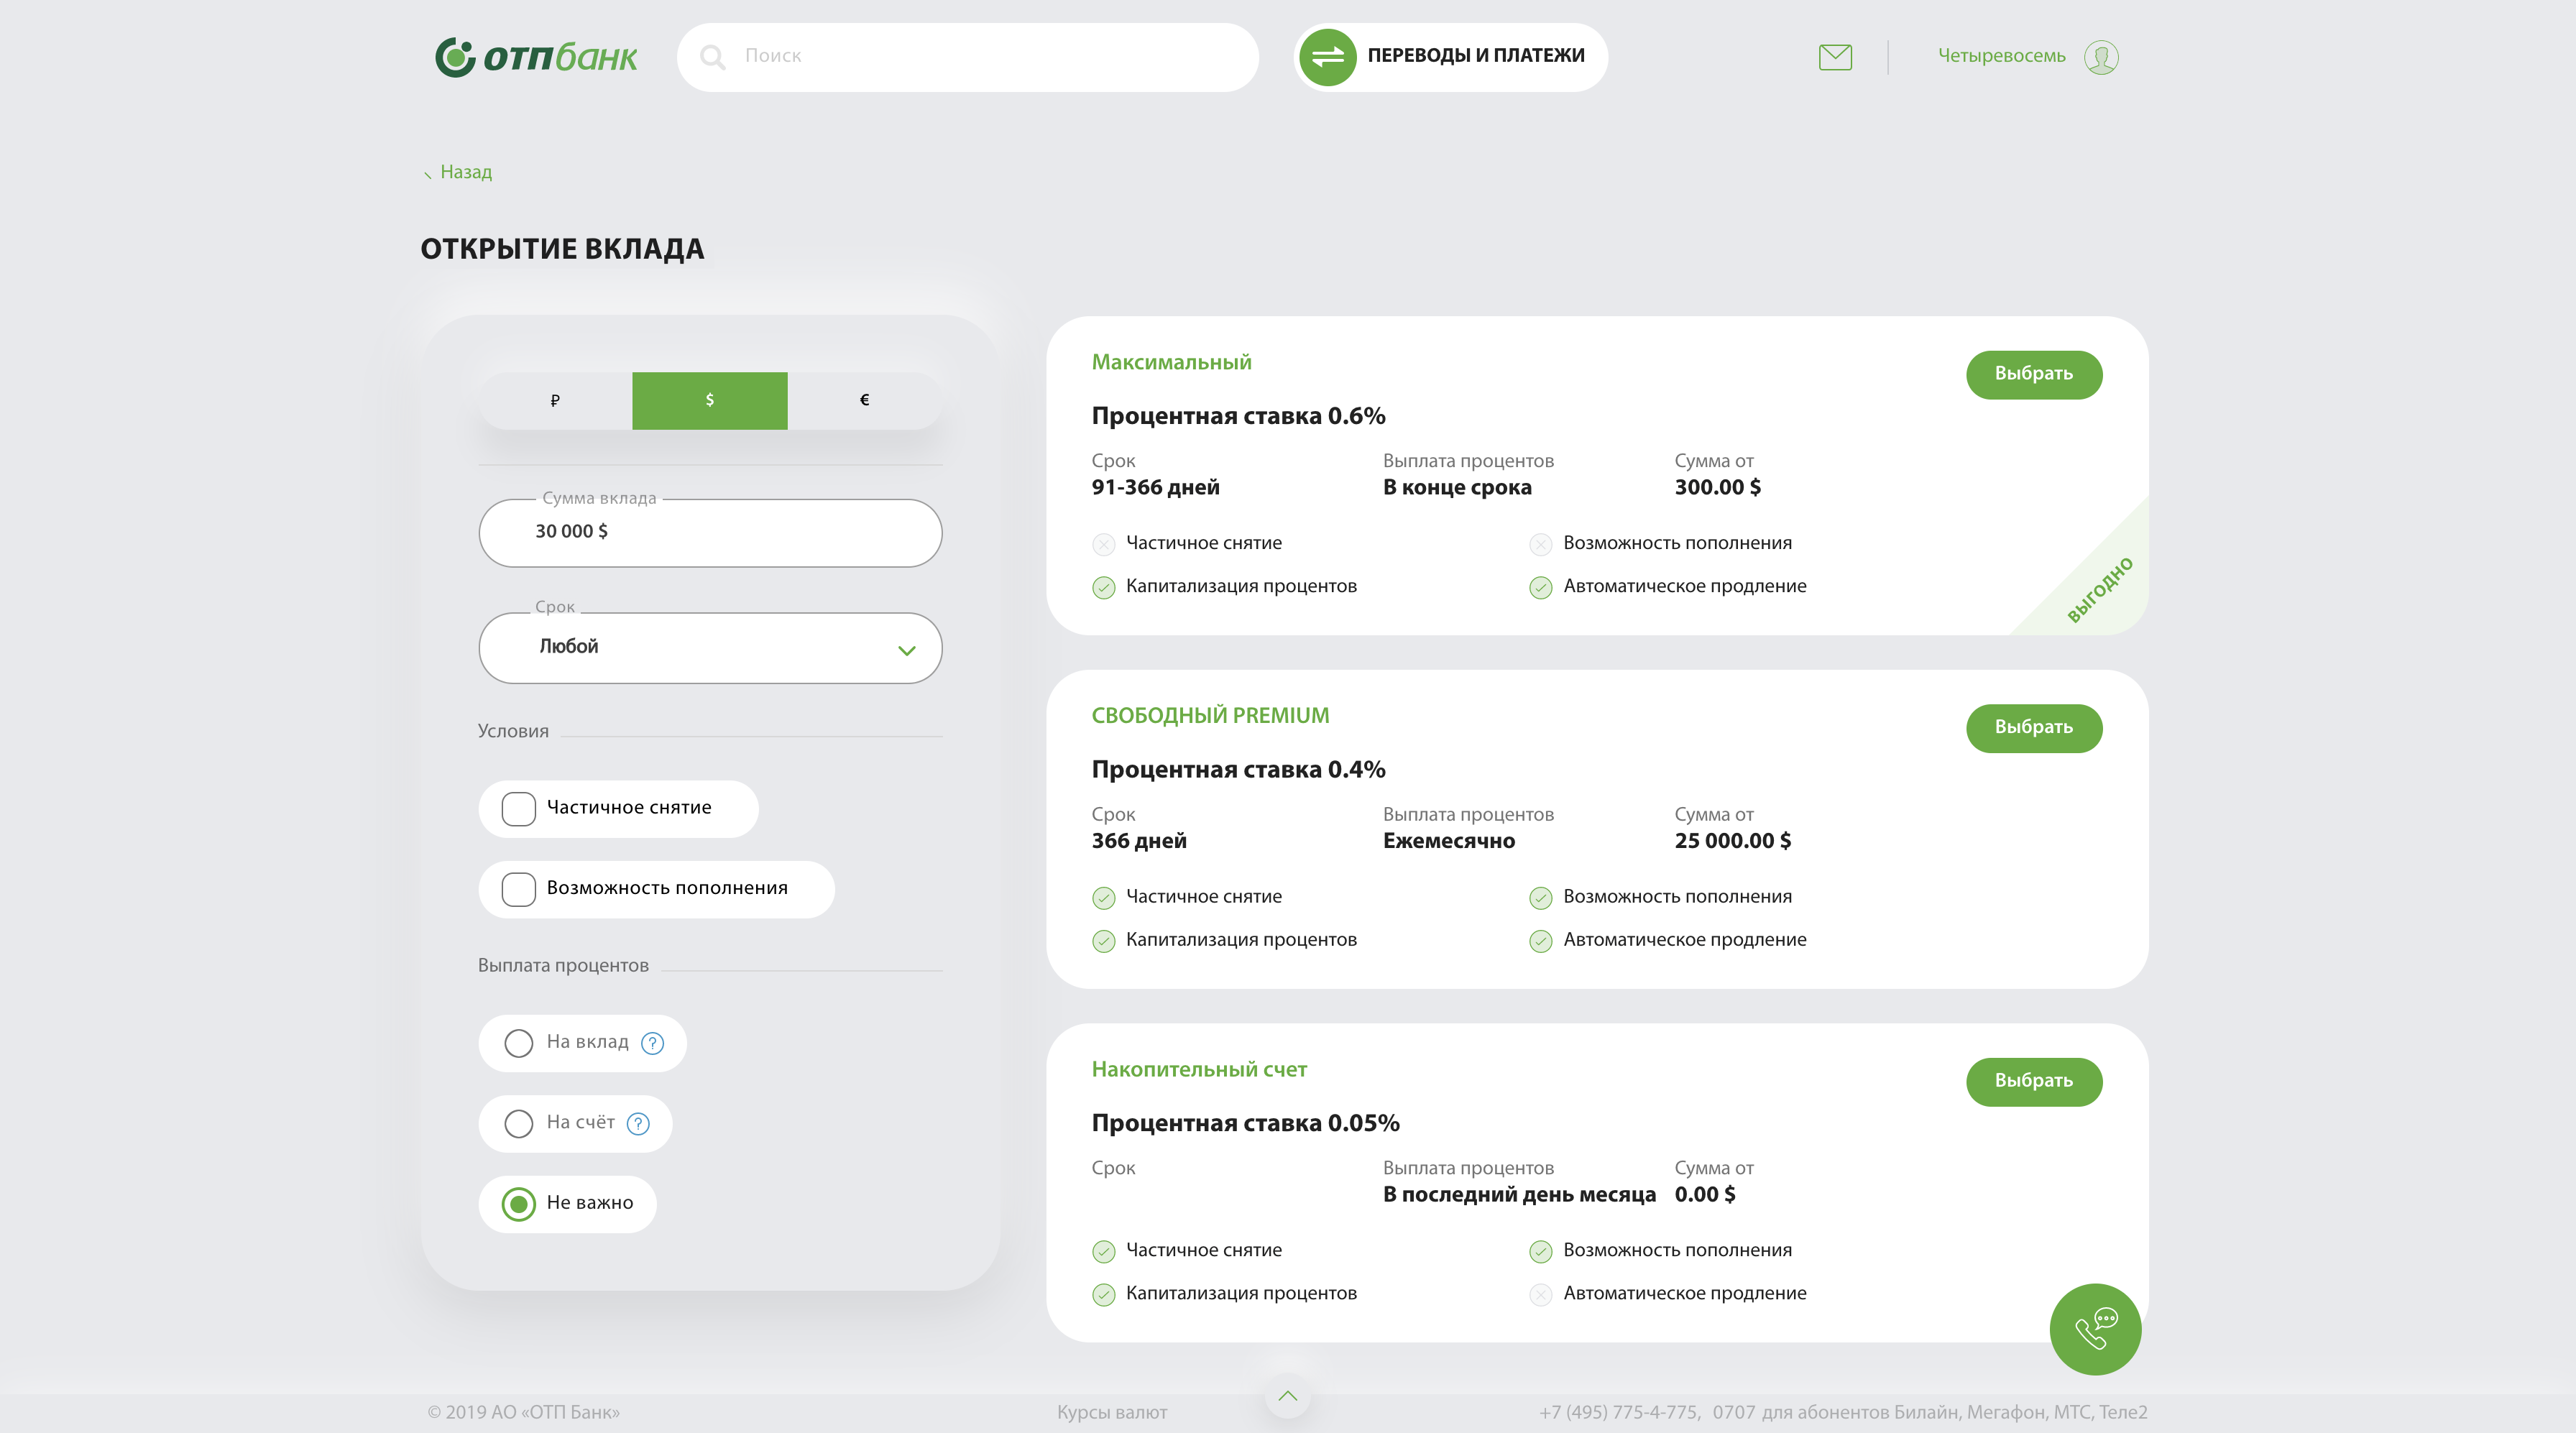 ОТПбанк
Поиск
ПЕРЕВОДЫ И ПЛАТЕЖИ
Четыревосемь
Назад
ОТКРЫТИЕ ВКЛАДА
₽ $ €
Сумма вклада
30 000 $
Срок
Любой
Условия
Частичное снятие
Возможность пополнения
Выплата процентов
На вклад ?
На счёт ?
Не важно
Максимальный
Выбрать
Процентная ставка 0.6%
Срок Выплата процентов Сумма от
91-366 дней В конце срока 300.00 $
Частичное снятие Возможность пополнения
Капитализация процентов Автоматическое продление
ВЫГОДНО
СВОБОДНЫЙ PREMIUM
Выбрать
Процентная ставка 0.4%
Срок Выплата процентов Сумма от
366 дней Ежемесячно 25 000.00 $
Частичное снятие Возможность пополнения
Капитализация процентов Автоматическое продление
Накопительный счет
Выбрать
Процентная ставка 0.05%
Срок Выплата процентов Сумма от
В последний день месяца 0.00 $
Частичное снятие Возможность пополнения
Капитализация процентов Автоматическое продление
© 2019 АО «ОТП Банк»
Курсы валют
+7 (495) 775-4-775, 0707 для абонентов Билайн, Мегафон, МТС, Теле2